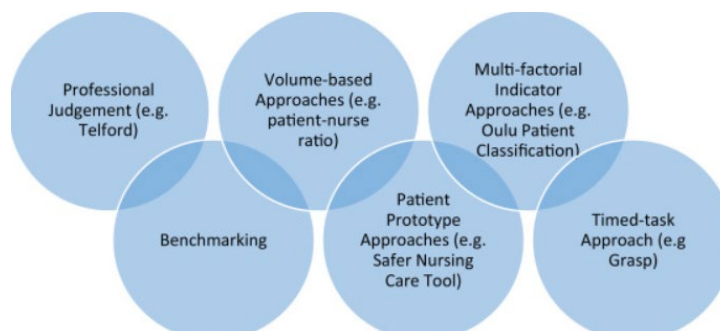 Professional
Judgement (e.g.
Telford)
Volume-based
Approaches (e.g.
patient-nurse
ratio)
Multi-factorial
Indicator
Approaches (e.g.
Oulu Patient
Classification)
Benchmarking
Patient
Prototype
Approaches (e.g.
Safer Nursing
Care Tool)
Timed-task
Approach (e.g
Grasp)